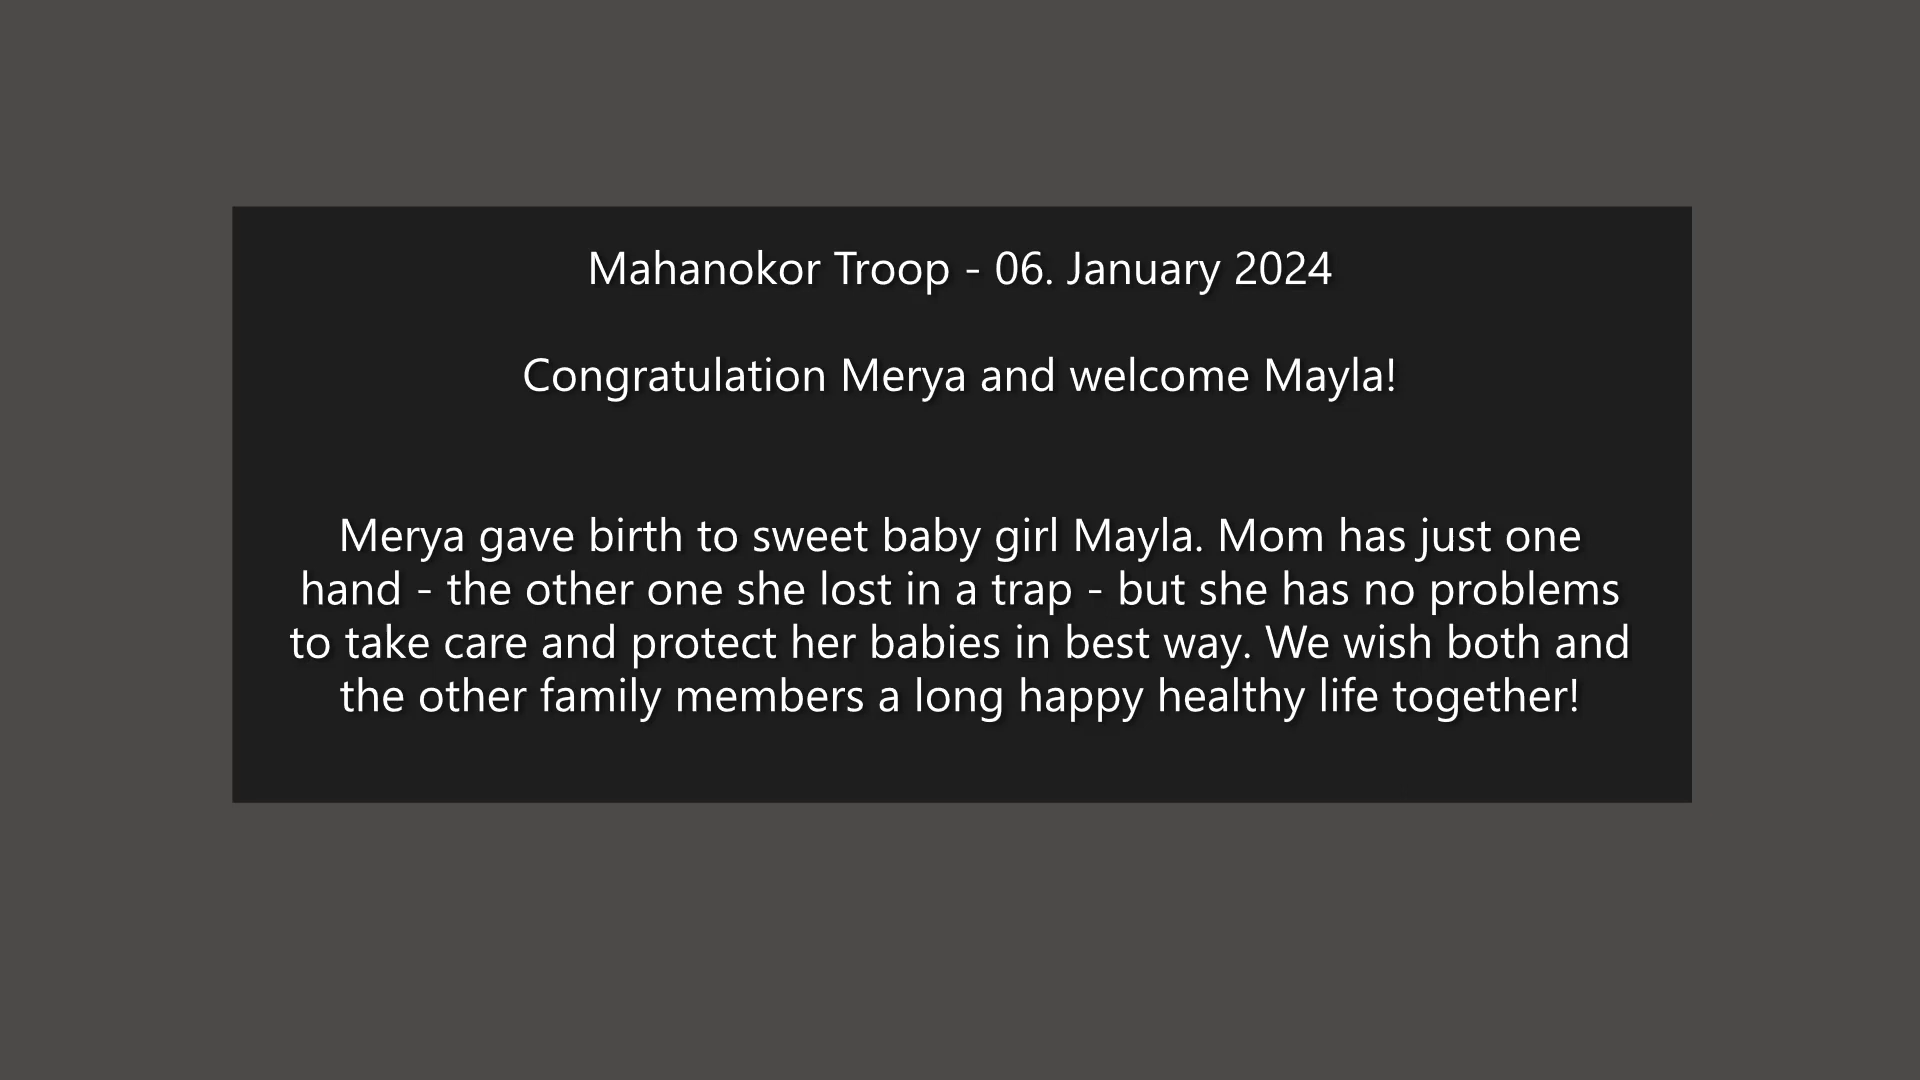 Mahanokor Troop - 06. January 2024
Congratulation Merya and welcome Mayla!
Merya gave birth to sweet baby girl Mayla. Mom has just one
hand - the other one she lost in a trap - but she has no problems
to take care and protect her babies in best way. We wish both and
the other family members a long happy healthy life together!